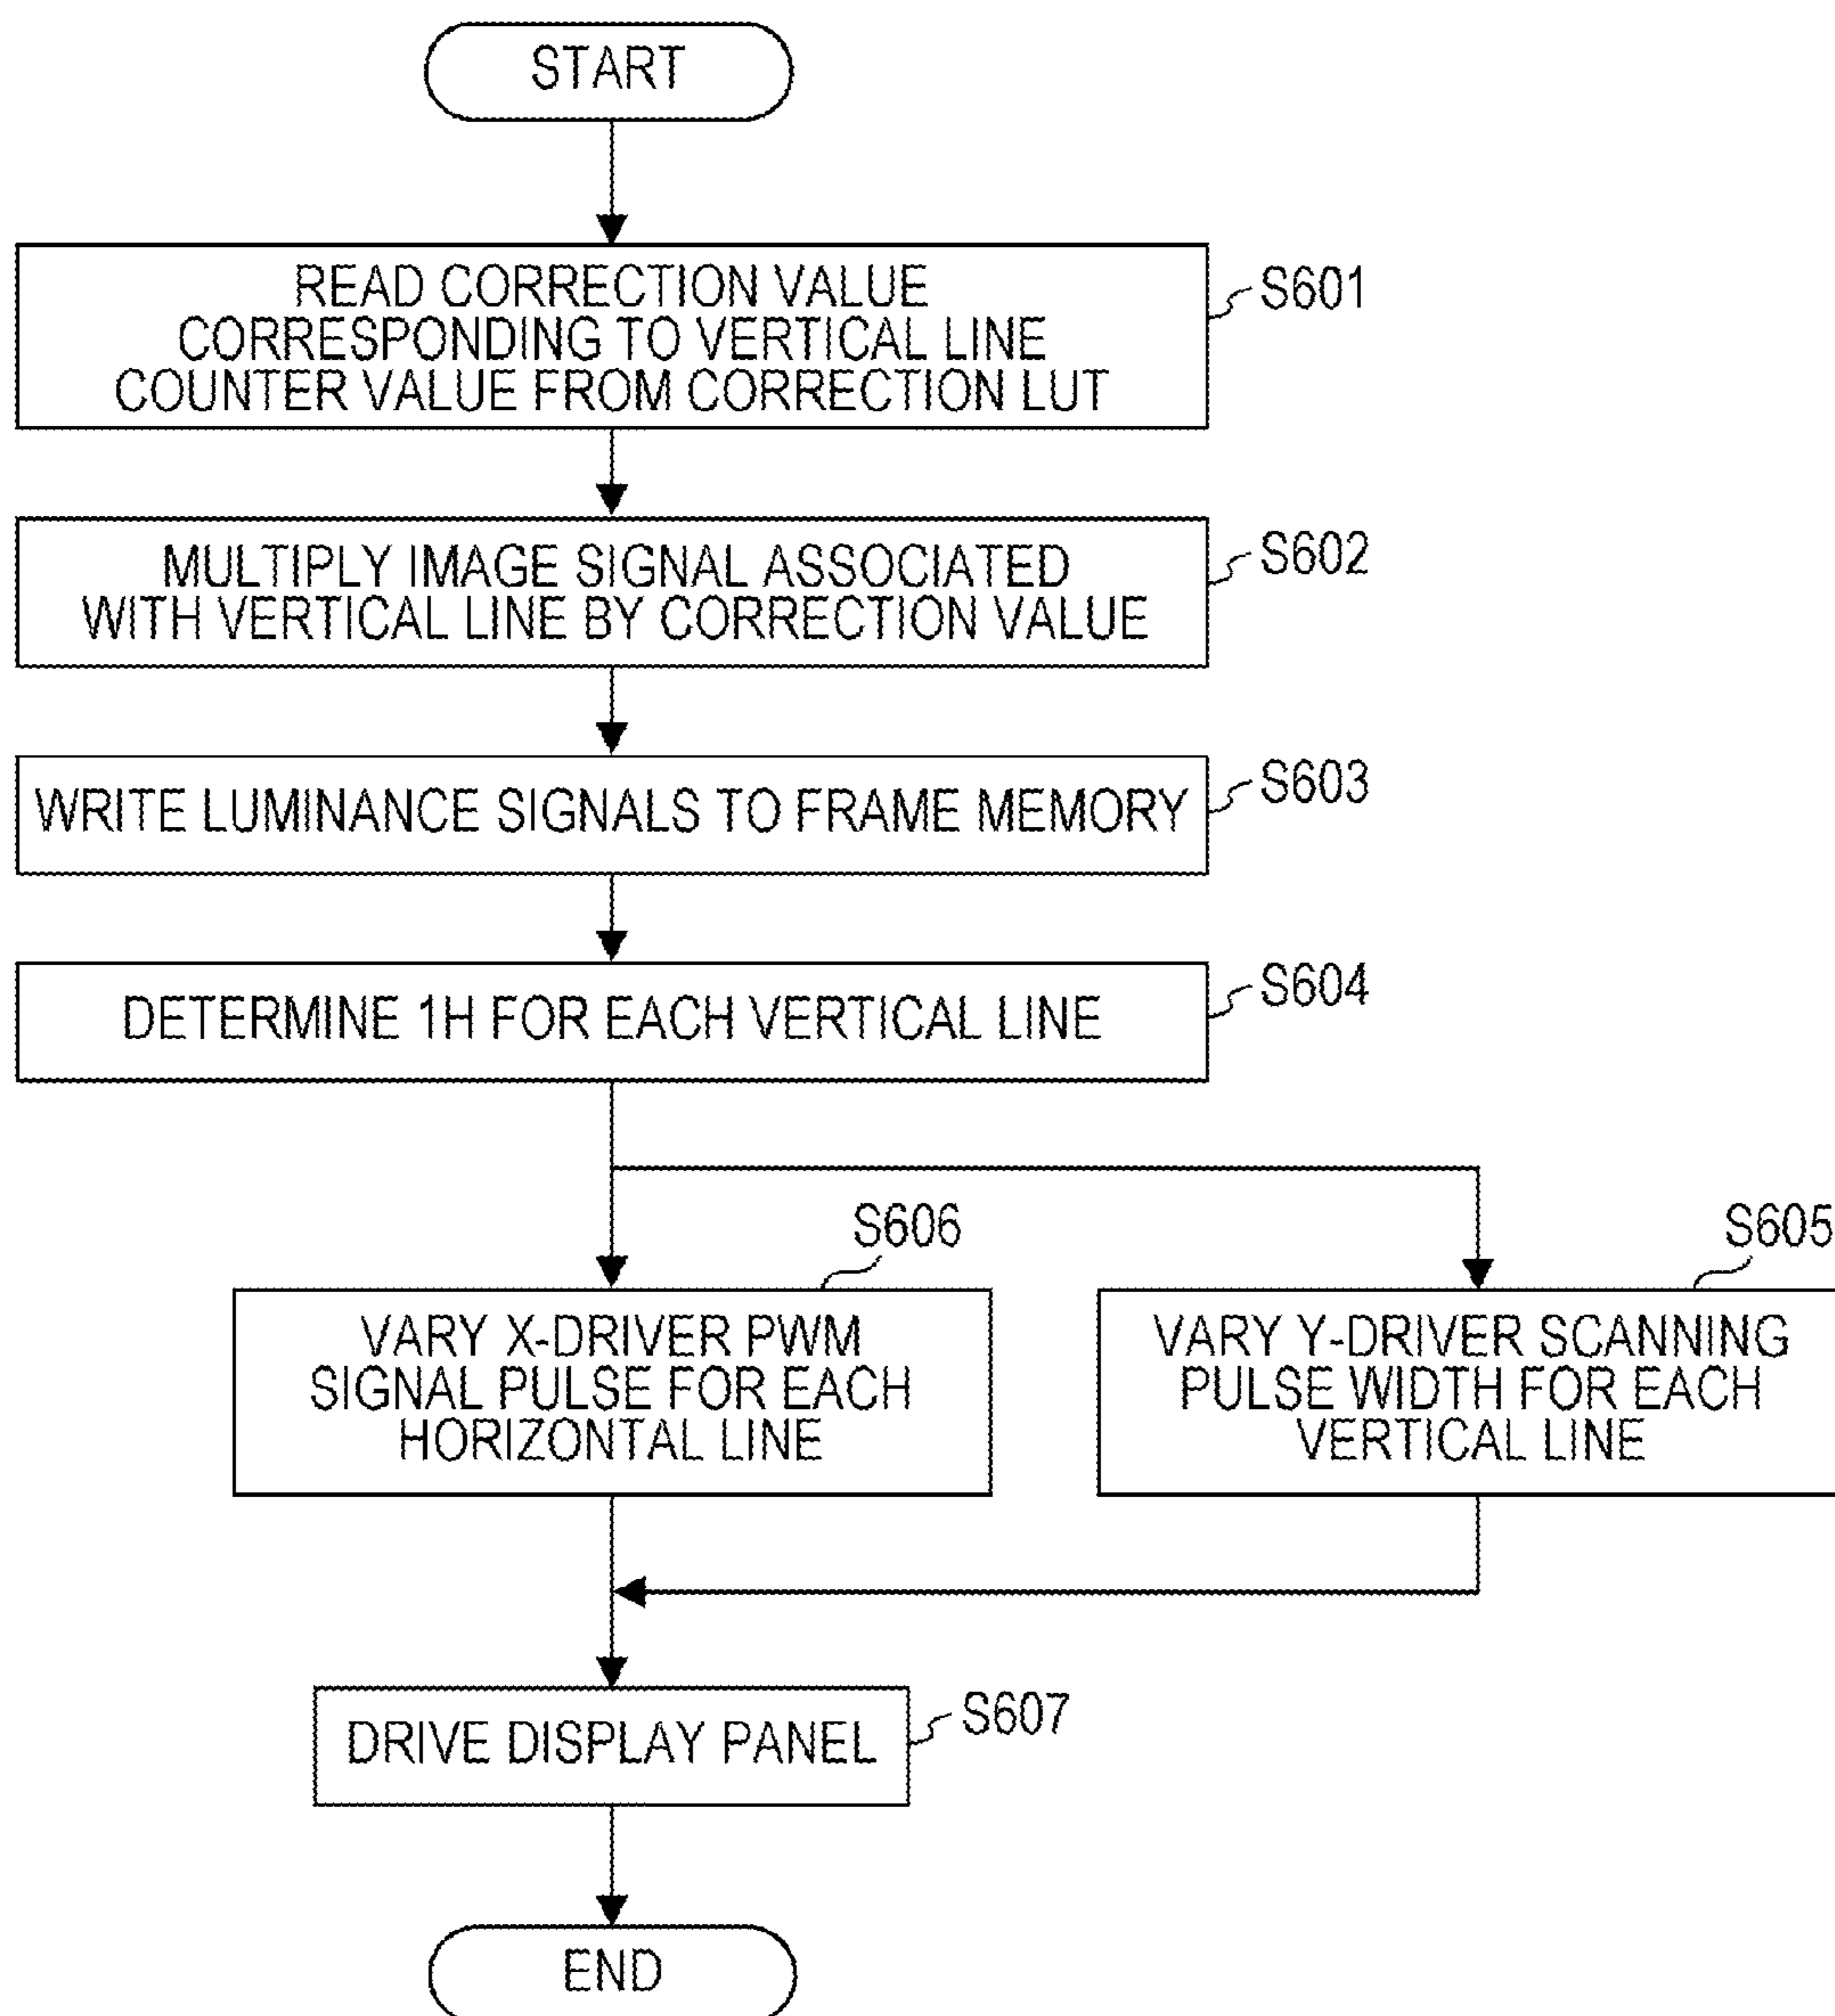 START
READ CORRECTION VALUE
CORRESPONDING TO VERTICAL LINE
COUNTER VALUE FROM CORRECTION LUT
S601
MULTIPLY IMAGE SIGNAL ASSOCIATED
WITH VERTICAL LINE BY CORRECTION VALUE
S602
WRITE LUMINANCE SIGNALS TO FRAME MEMORY
S603
DETERMINE 1H FOR EACH VERTICAL LINE
S604
S606
VARY X-DRIVER PWM
SIGNAL PULSE FOR EACH
HORIZONTAL LINE
S605
VARY Y-DRIVER SCANNING
PULSE WIDTH FOR EACH
VERTICAL LINE
DRIVE DISPLAY PANEL
S607
END